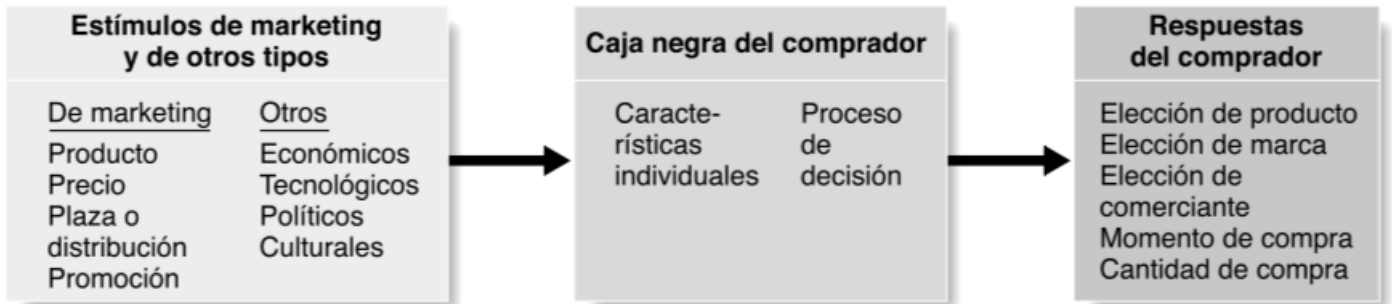 Estímulos de marketing
y de otros tipos
De marketing
Producto
Precio
Plaza o
distribución
Promoción
Otros
Económicos
Tecnológicos
Políticos
Culturales
Caja negra del comprador
Caracte-
rísticas
individuales
Proceso
de
decisión
Respuestas
del comprador
Elección de producto
Elección de marca
Elección de
comerciante
Momento de compra
Cantidad de compra